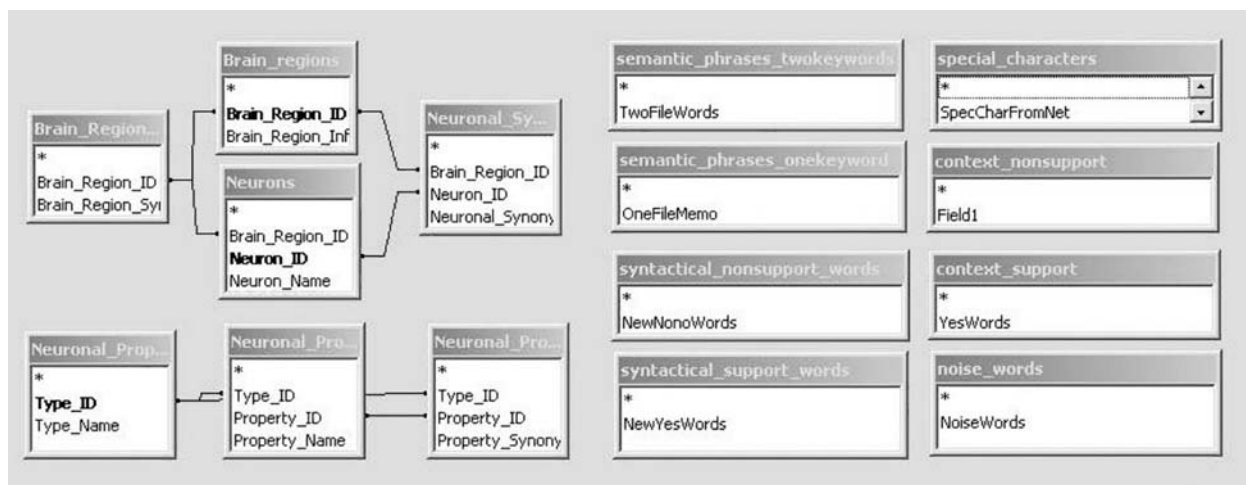 Brain_Region...
*
Brain_Region_ID
Brain_Region_Syı
Brain_regions
*
Brain_Region_ID
Brain_Region_Inf
Neurons
*
Brain_Region_ID
Neuron_ID
Neuron_Name
Neuronal_Sy...
*
Brain_Region_ID
Neuron_ID
Neuronal_Synony
Neuronal_Prop...
*
Type_ID
Type_Name
Neuronal_Pro...
*
Type_ID
Property_ID
Property_Name
Neuronal_Pro...
*
Type_ID
Property_ID
Property_Synony
semantic_phrases_twokeywords
*
TwoFileWords
semantic_phrases_onekeyword
*
OneFileMemo
syntactical_nonsupport_words
*
NewNonoWords
syntactical_support_words
*
NewYesWords
special_characters
*
SpecCharFromNet
context_nonsupport
*
Field1
context_support
*
YesWords
noise_words
*
NoiseWords